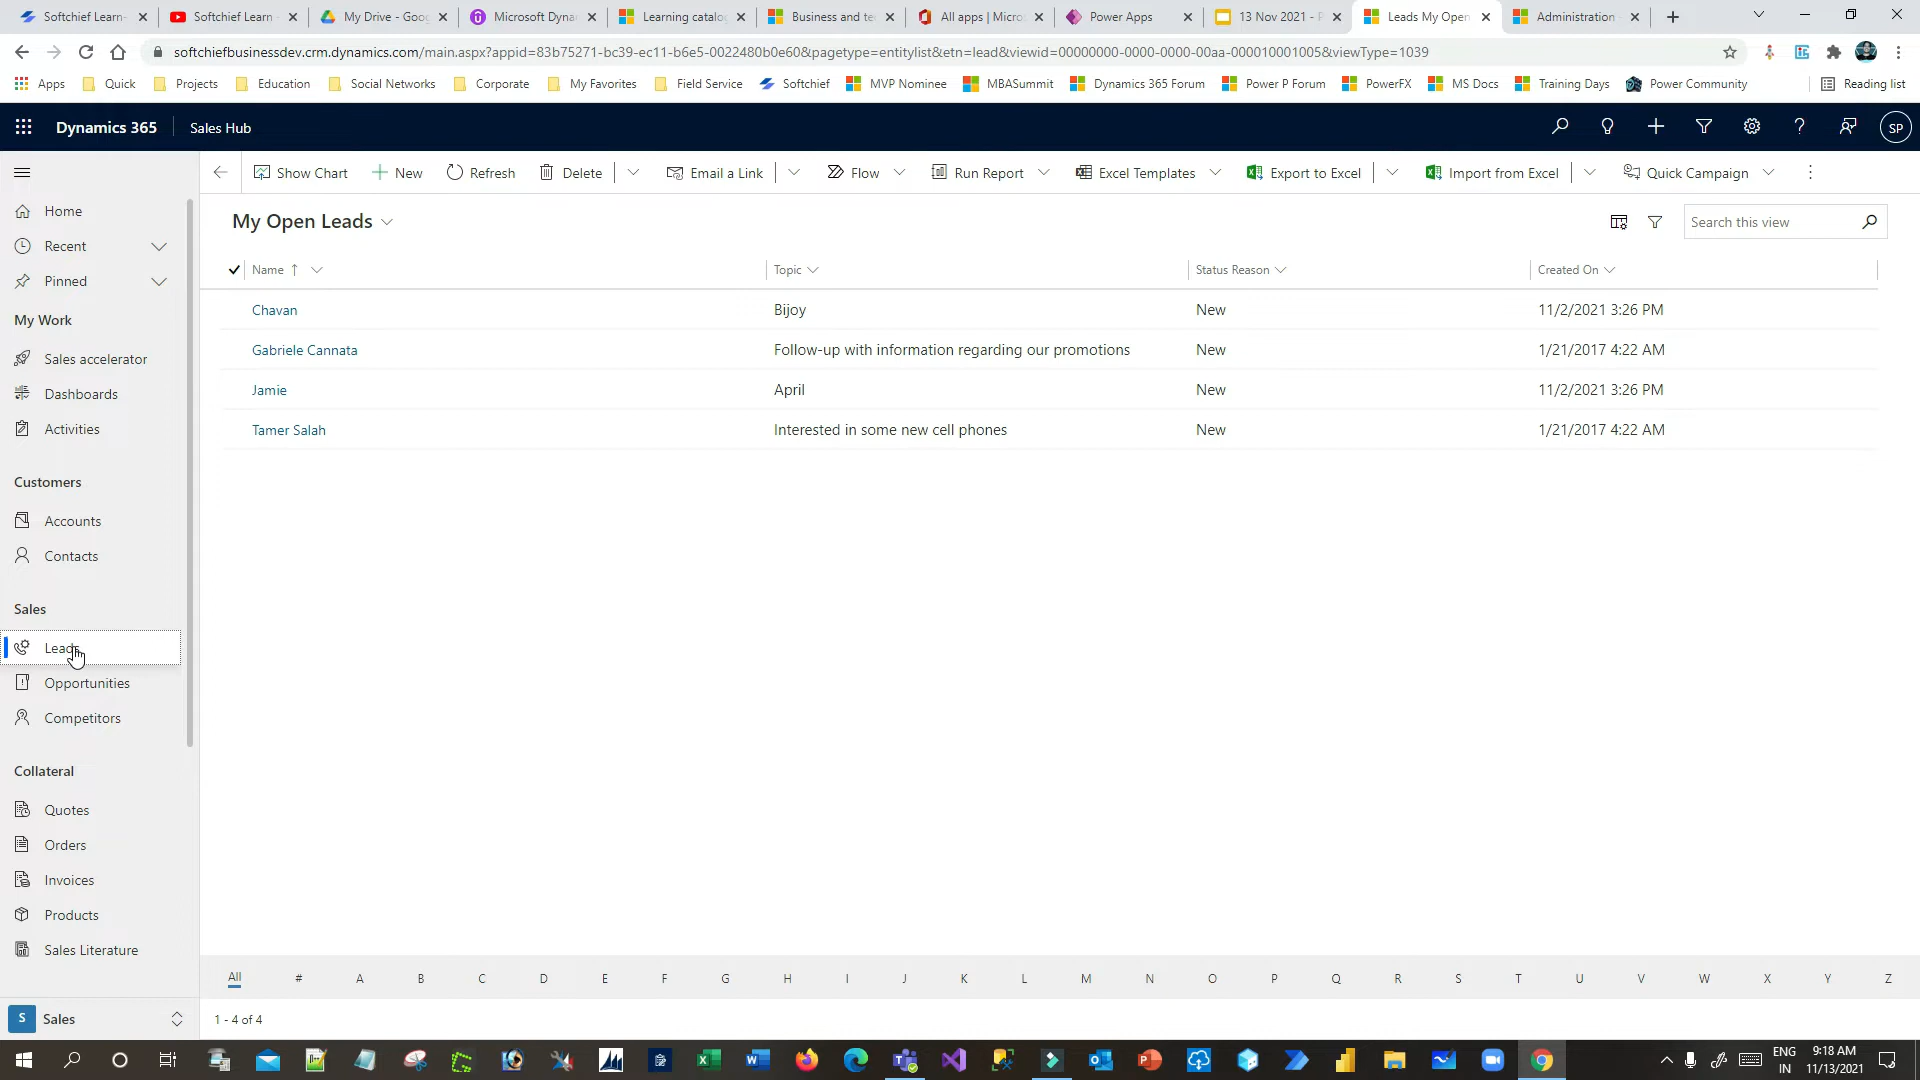 Softchief Learn-
Softchief Learn -
My Drive - Goo
Microsoft Dyna
Learning catalo
Business and te
All apps | Micro
Power Apps
13 Nov 2021 - P
Leads My Open
Administration -
softchiefbusinessdev.crm.dynamics.com/main.aspx?appid=83b75271-bc39-ec11-b6e5-0022480b0e60&pagetype=entitylist&etn=lead&viewid=00000000-0000-0000-00aa-000010001005&viewType=1039
Apps
Quick
Projects
Education
Social Networks
Corporate
My Favorites
Field Service
Softchief
MVP Nominee
MBASummit
Dynamics 365 Forum
Power P Forum
PowerFX
MS Docs
Training Days
Power Community
Reading list
Dynamics 365
Sales Hub
SP
Show Chart
New
Refresh
Delete
Email a Link
Flow
Run Report
Excel Templates
Export to Excel
Import from Excel
Quick Campaign
Home
Recent
Pinned
My Work
Sales accelerator
Dashboards
Activities
Customers
Accounts
Contacts
Sales
Leads
Opportunities
Competitors
Collateral
Quotes
Orders
Invoices
Products
Sales Literature
S Sales
My Open Leads
Search this view
Name ↑ Topic Status Reason Created On
Chavan Bijoy New 11/2/2021 3:26 PM
Gabriele Cannata Follow-up with information regarding our promotions New 1/21/2017 4:22 AM
Jamie April New 11/2/2021 3:26 PM
Tamer Salah Interested in some new cell phones New 1/21/2017 4:22 AM
All # A B C D E F G H I J K L M N O P Q R S T U V W X Y Z
1 - 4 of 4
ENG
IN
9:18 AM
11/13/2021